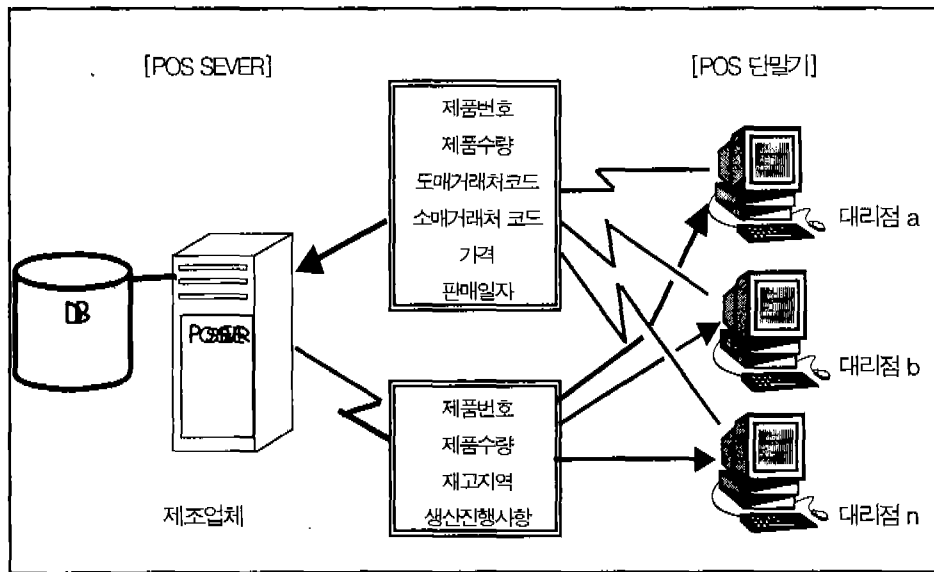 [POS SEVER]
[POS 단말기]
제품번호
제품수량
도매거래처코드
소매거래처 코드
가격
판매일자
대리점 a
DB
대리점 b
제품번호
제품수량
재고지역
생산진행사항
제조업체
대리점 n